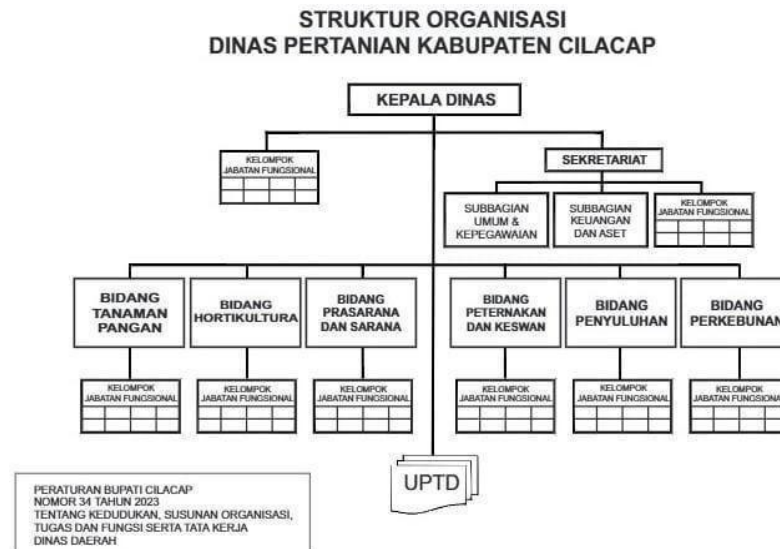 STRUKTUR ORGANISASI
DINAS PERTANIAN KABUPATEN CILACAP
KEPALA DINAS
KELOMPOK
JABATAN FUNGSIONAL
SEKRETARIAT
SUBBAGIAN
UMUM &
KEPEGAWAIAN
SUBBAGIAN
KEUANGAN
DAN ASET
KELOMPOK
JABATAN FUNGSIONAL
BIDANG
TANAMAN
PANGAN
BIDANG
HORTIKULTURA
BIDANG
PRASARANA
DAN SARANA
BIDANG
PETERNAKAN
DAN KESWAN
BIDANG
PENYULUHAN
BIDANG
PERKEBUNAN
KELOMPOK
JABATAN FUNGSIONAL
KELOMPOK
JABATAN FUNGSIONAL
KELOMPOK
JABATAN FUNGSIONAL
KELOMPOK
JABATAN FUNGSIONAL
KELOMPOK
JABATAN FUNGSIONAL
KELOMPOK
JABATAN FUNGSIONAL
UPTD
PERATURAN BUPATI CILACAP
NOMOR 34 TAHUN 2023
TENTANG KEDUDUKAN, SUSUNAN ORGANISASI,
TUGAS DAN FUNGSI SERTA TATA KERJA
DINAS DAERAH